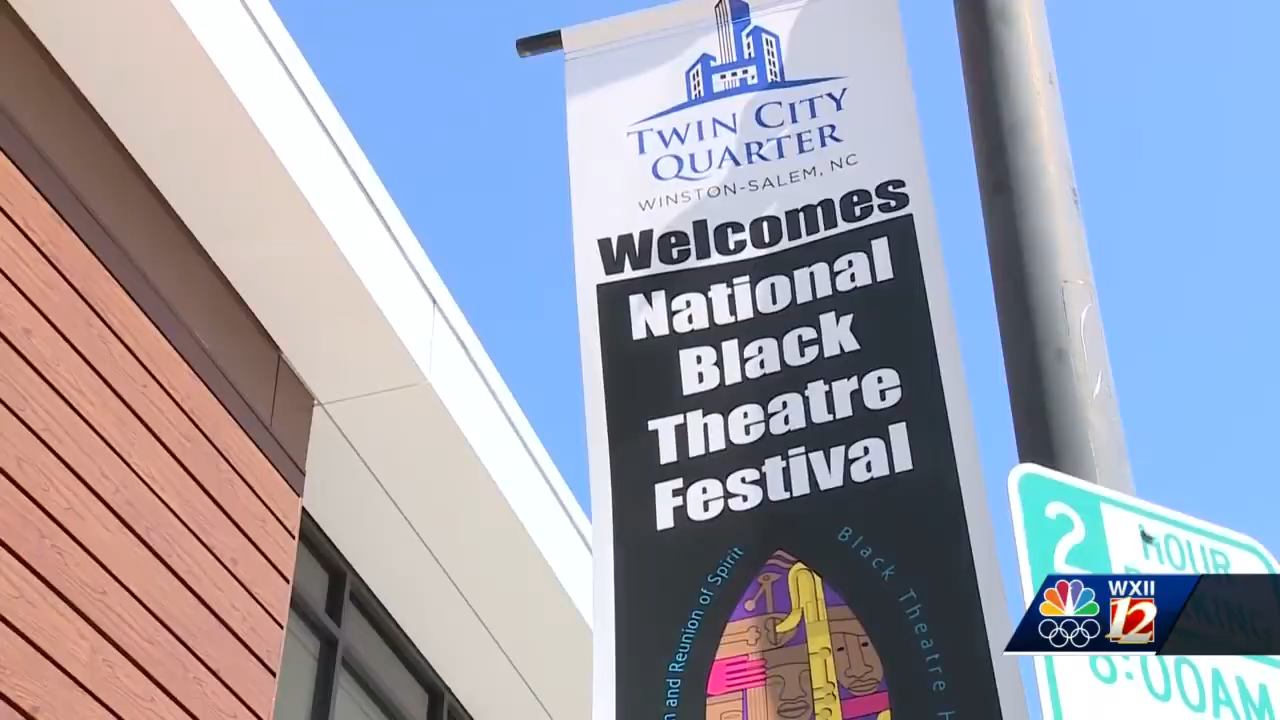 TWIN CITY
QUARTER
WINSTON-SALEM, NC
Welcomes
National
Black
Theatre
Festival
and Reunion of Spirit
Black Theatre
2
HOUR
8:00AM
WXII
12